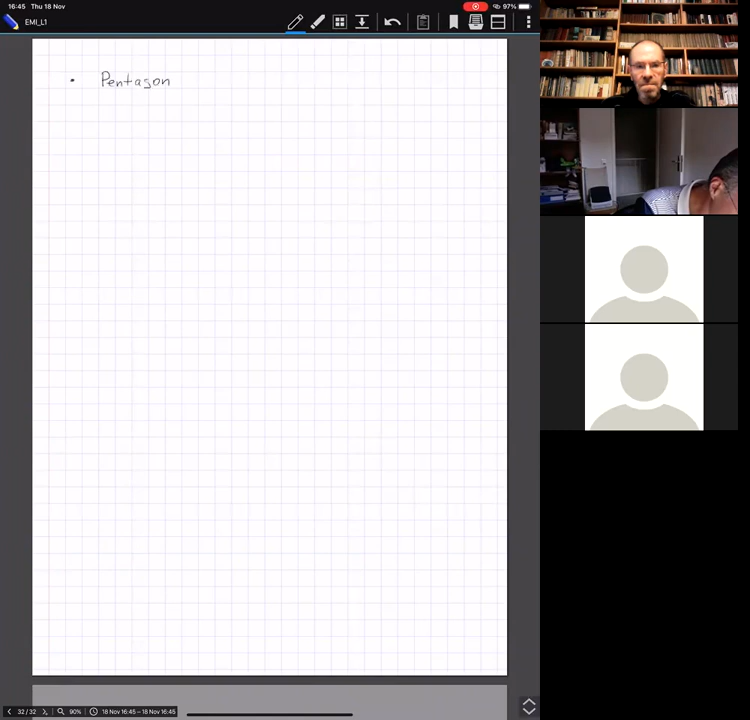 16:45 Thu 18 Nov
97%
EMI_L1
• Pentagon
32/32
90%
18 Nov 16:45 – 18 Nov 16:45